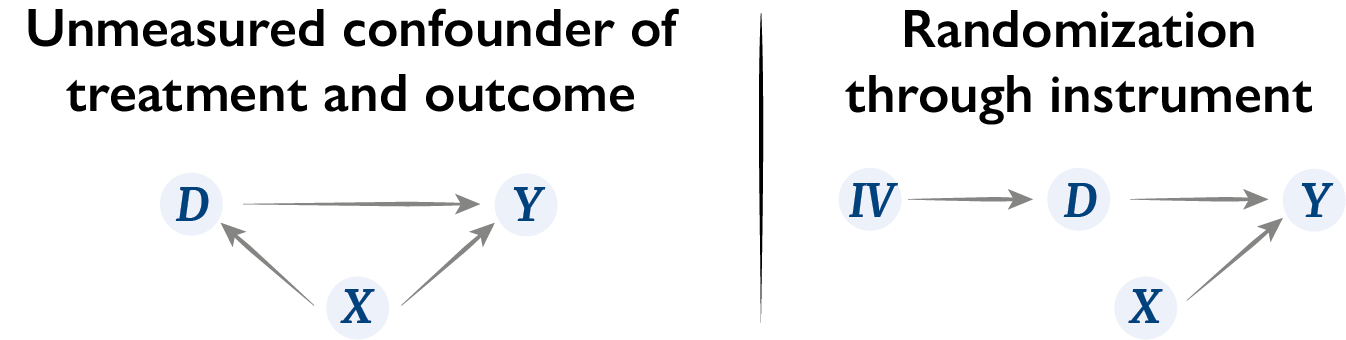 Unmeasured confounder of
treatment and outcome
D
Y
X
Randomization
through instrument
IV
D
Y
X